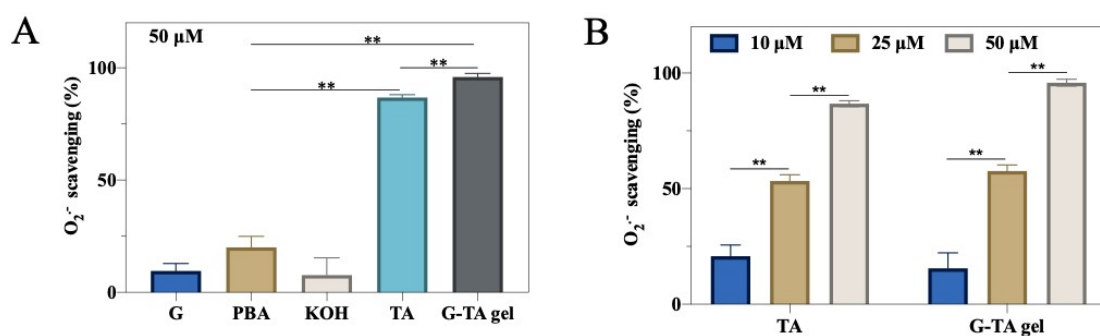 A
50 μM
O₂·⁻ scavenging (%)
100
50
0
** 
**
**
G PBA KOH TA G-TA gel
B
10 μM 25 μM 50 μM
O₂·⁻ scavenging (%)
100
50
0
**
**
**
**
TA G-TA gel